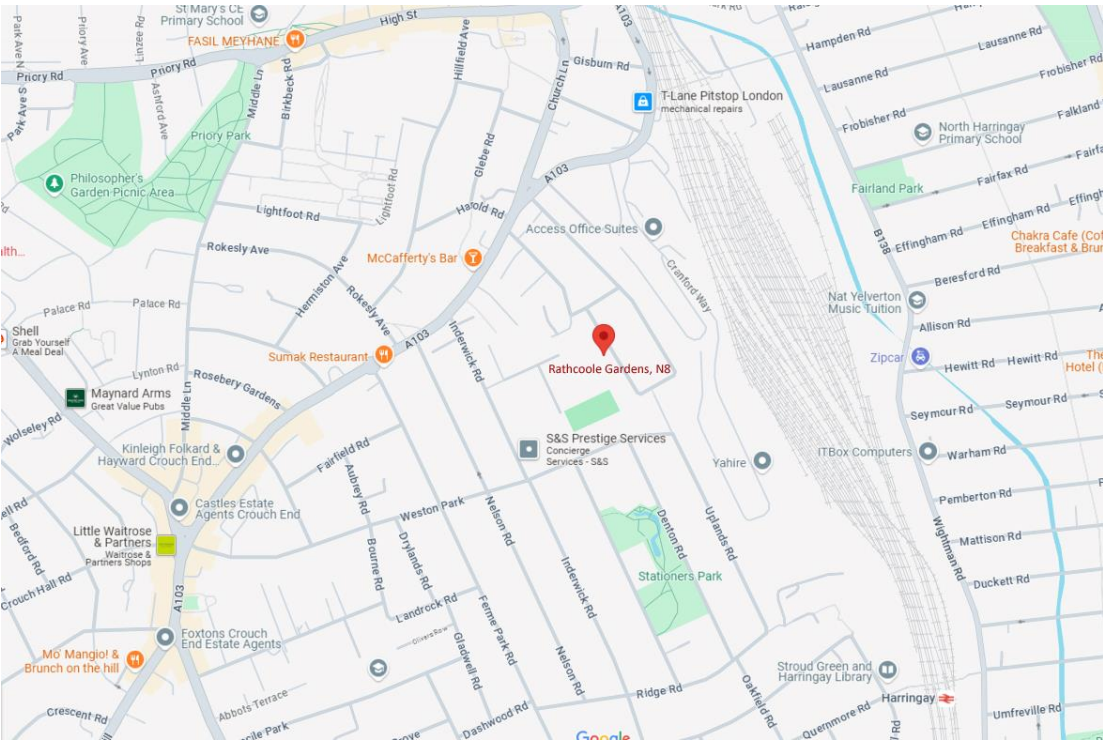 St Mary's CE
Primary School
High St
A103
FASIL MEYHANE
Park Ave N
Priory Ave
Linzee Rd
Priory Rd
Priory Rd
Ashford Ave
Middle Ln
Birkbeck Rd
Hillfield Ave
Church Ln
Gisburn Rd
Park Ave S
T-Lane Pitstop London
mechanical repairs
Hampden Rd
Lausanne Rd
Lausanne Rd
Frobisher Rd
Frobisher Rd
Falkland
North Harringay
Primary School
Priory Park
Philosopher's
Garden Picnic Area
Glebe Rd
A103
Fairland Park
Fairfax Rd
Fairfa
Lightfoot Rd
Lightfoot Rd
Harold Rd
Access Office Suites
B138
Effingham Rd
Effingham Rd
Effingh
Chakra Cafe (Cof
Breakfast & Brun
Rokesly Ave
McCafferty's Bar
Hermiston Ave
Rokesly Ave
Cranford Way
Beresford Rd
Nat Yelverton
Music Tuition
Palace Rd
Palace Rd
Allison Rd
Shell
Grab Yourself
A Meal Deal
Inderwick Rd
A103
Sumak Restaurant
Rathcoole Gardens, N8
Zipcar
Hewitt Rd
Hewitt Rd
The
Hotel (
Lynton Rd
Rosebery Gardens
Maynard Arms
Great Value Pubs
Middle Ln
Seymour Rd
Seymour Rd
Wolseley Rd
Kinleigh Folkard &
Hayward Crouch End...
Fairfield Rd
S&S Prestige Services
Concierge
Services - S&S
Yahire
ITBox Computers
Warham Rd
Aubrey Rd
Castles Estate
Agents Crouch End
Weston Park
Nelson Rd
Denton Rd
Uplands Rd
Pemberton Rd
ell Rd
Bedford Rd
Little Waitrose
& Partners
Waitrose &
Partners Shops
Bourne Rd
Drylands Rd
Wightman Rd
Mattison Rd
Crouch Hall Rd
A103
Inderwick Rd
Stationers Park
Duckett Rd
Landrock Rd
Ferme Park Rd
Olivers Row
Foxtons Crouch
End Estate Agents
Gladwell Rd
Nelson Rd
Mo' Mangio! &
Brunch on the hill
Stroud Green and
Harringay Library
Ridge Rd
Oakfield Rd
Harringay
Abbots Terrace
Crescent Rd
Dashwood Rd
Quernmore Rd
Umfreville Rd
cile Park
Google